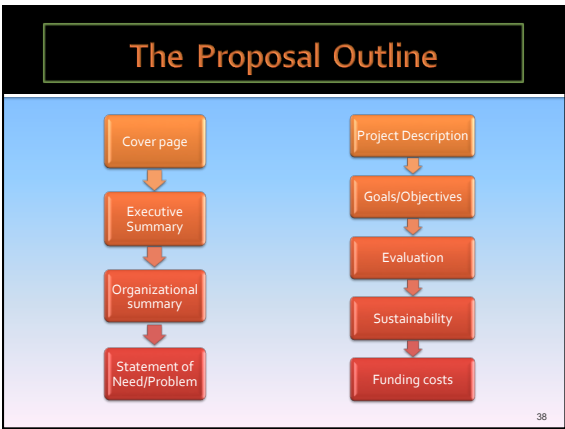 The Proposal Outline
Cover page
Executive
Summary
Organizational
summary
Statement of
Need/Problem
Project Description
Goals/Objectives
Evaluation
Sustainability
Funding costs
38